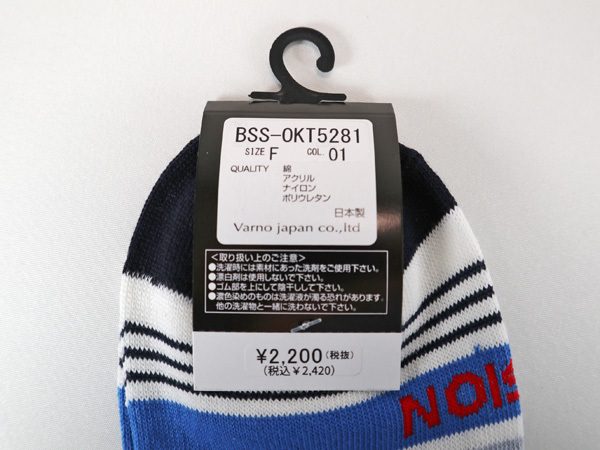 BSS-OKT5281
SIZE F COL. 01
QUALITY 綿
アクリル
ナイロン
ポリウレタン
日本製
Varno japan co.,ltd
＜取り扱い上のご注意＞
●洗濯時には素材にあった洗剤をご使用下さい。
●漂白剤は使用しないで下さい。
●ゴム部を上にして陰干しして下さい。
●濃色染めのものは洗濯液が濁る恐れがあります。
他の洗濯物と一緒に洗わないで下さい。
¥2,200(税抜)
(税込¥2,420)
NOIS